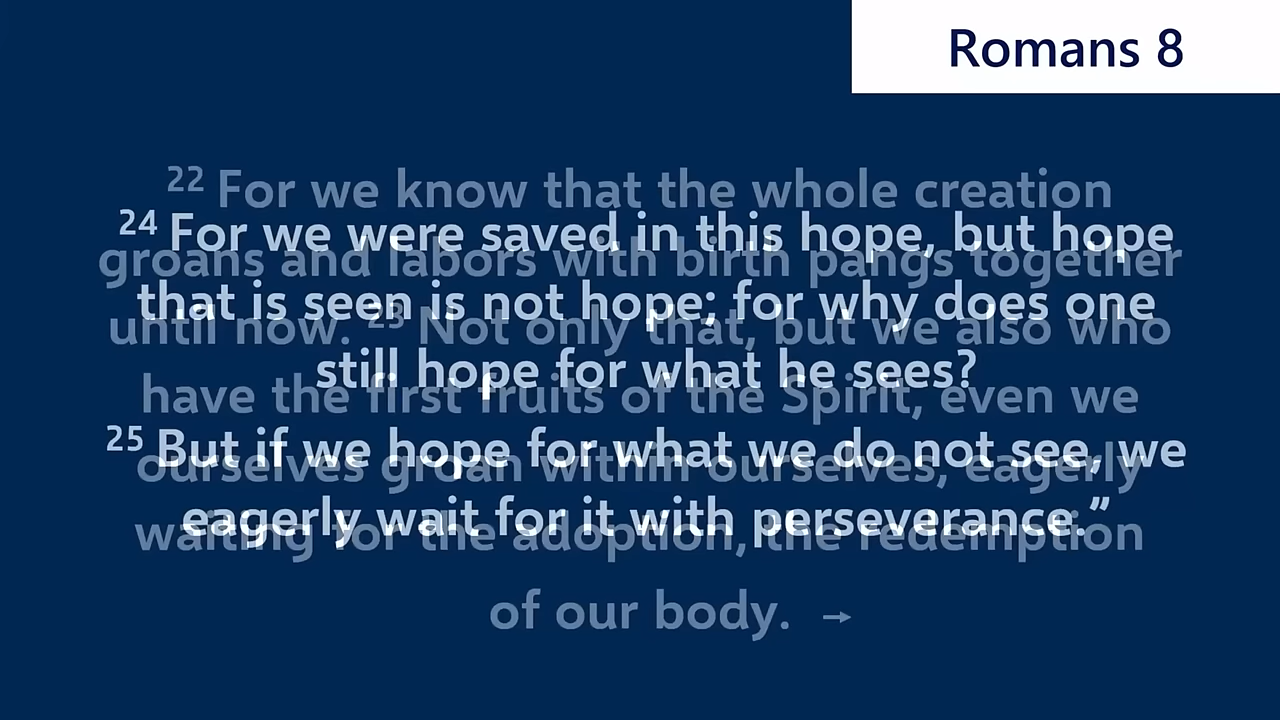 Romans 8
²² For we know that the whole creation
groans and labors with birth pangs together
until now. ²³ Not only that, but we also who
have the first fruits of the Spirit, even we
ourselves groan within ourselves, eagerly
waiting for the adoption, the redemption
of our body. →
²⁴ For we were saved in this hope, but hope
that is seen is not hope; for why does one
still hope for what he sees?
²⁵ But if we hope for what we do not see, we
eagerly wait for it with perseverance.”